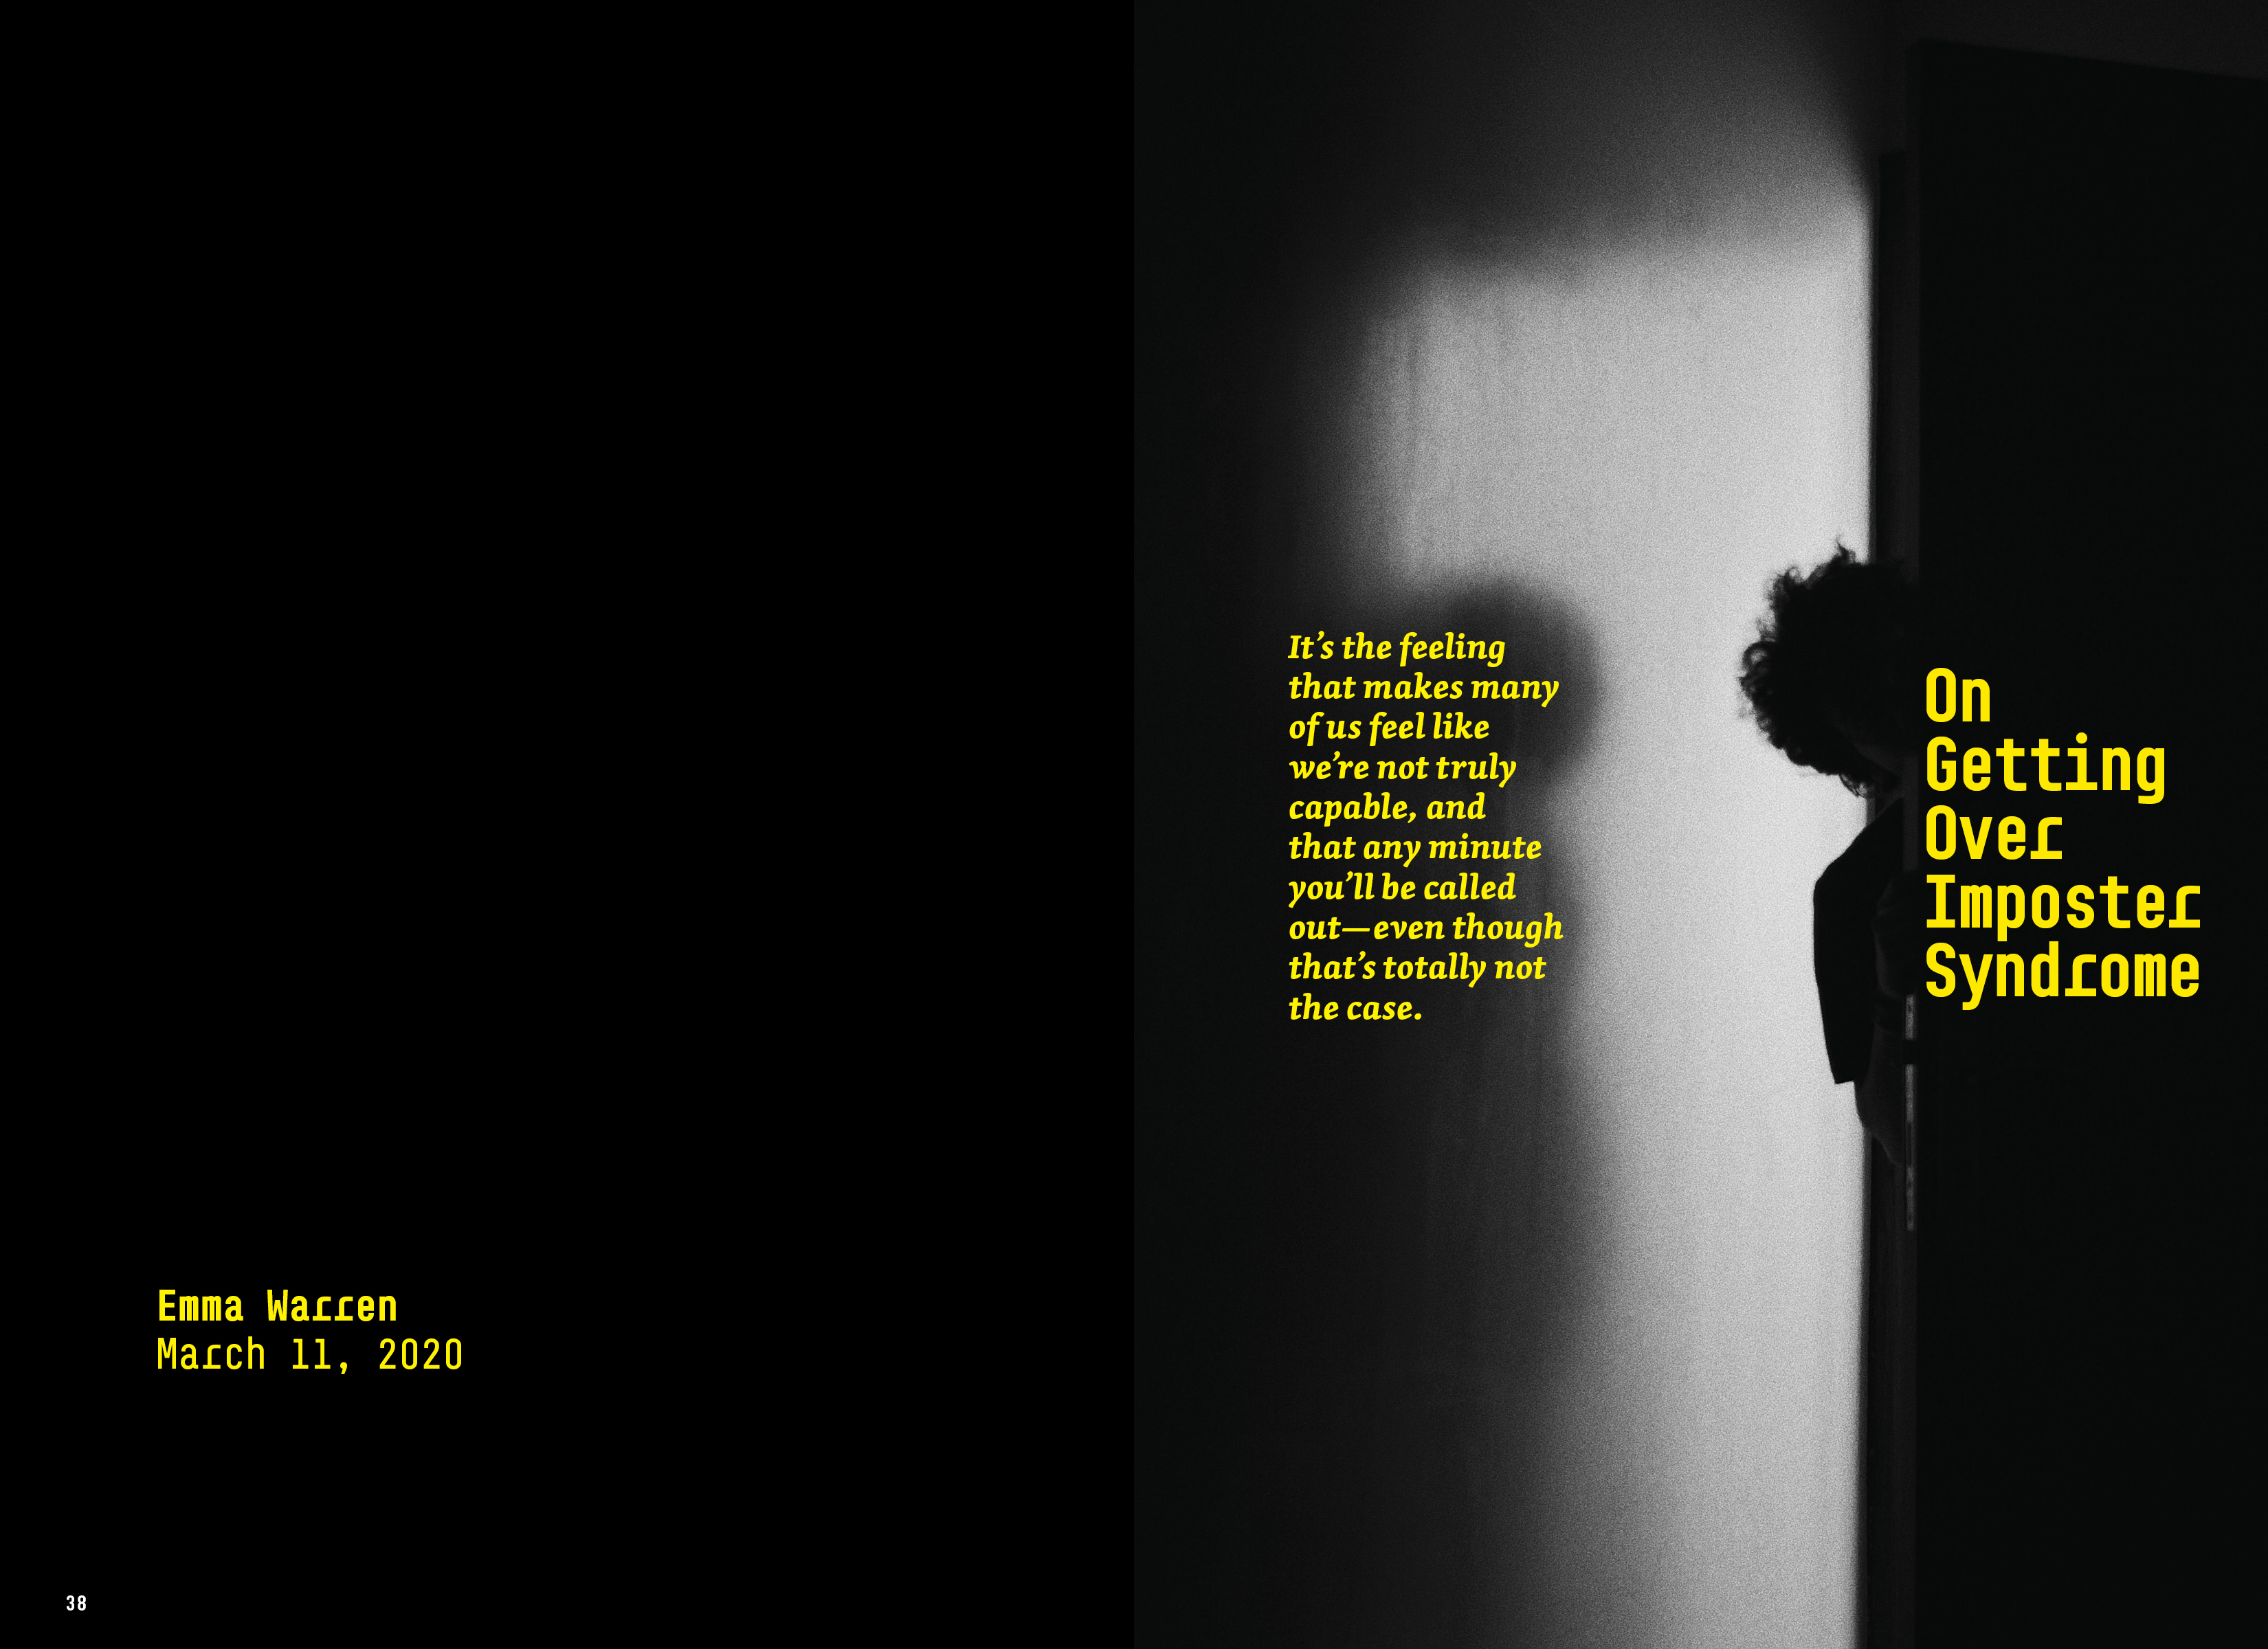 Emma Warren
March 11, 2020
38
It’s the feeling
that makes many
of us feel like
we’re not truly
capable, and
that any minute
you’ll be called
out—even though
that’s totally not
the case.
On
Getting
Over
Imposter
Syndrome